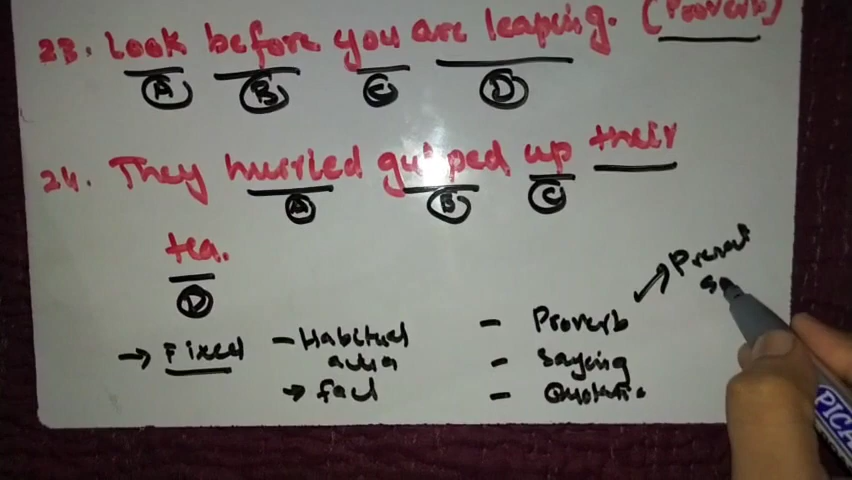 23. Look before you are leaping. (Proverb)
A B C D
24. They hurried gulped up their
A B C
tea.
D
→ Fixed - Habitual action - Proverb → Present
→ fact - Saying
-
PICA